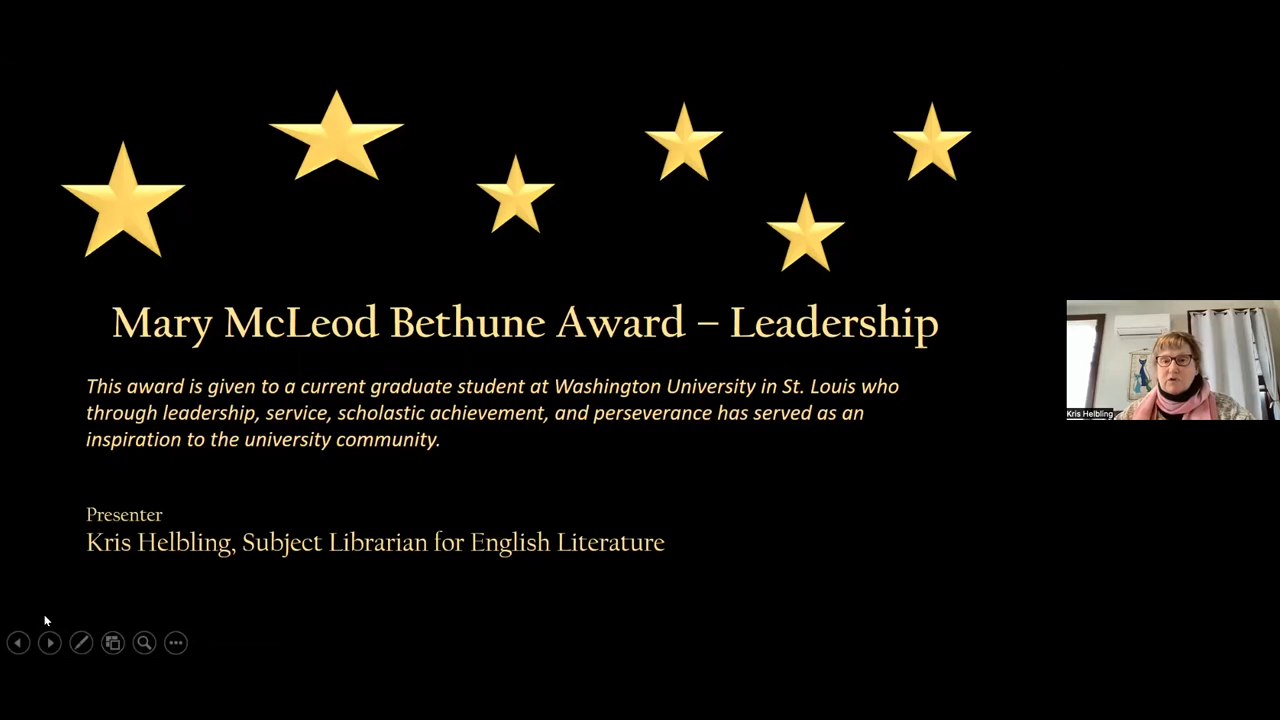 Mary McLeod Bethune Award – Leadership
This award is given to a current graduate student at Washington University in St. Louis who
through leadership, service, scholastic achievement, and perseverance has served as an
inspiration to the university community.
Presenter
Kris Helbling, Subject Librarian for English Literature
Kris Helbling